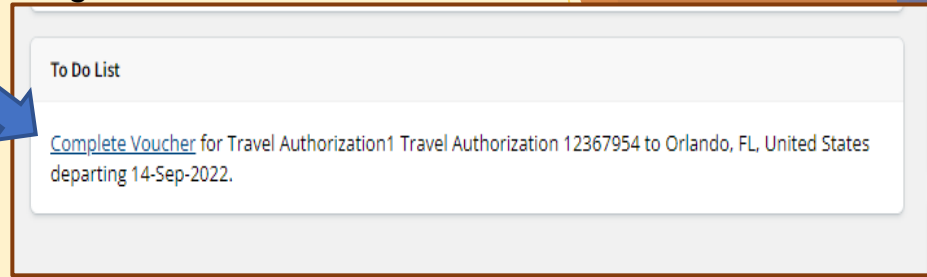 To Do List
Complete Voucher for Travel Authorization1 Travel Authorization 12367954 to Orlando, FL, United States
departing 14-Sep-2022.